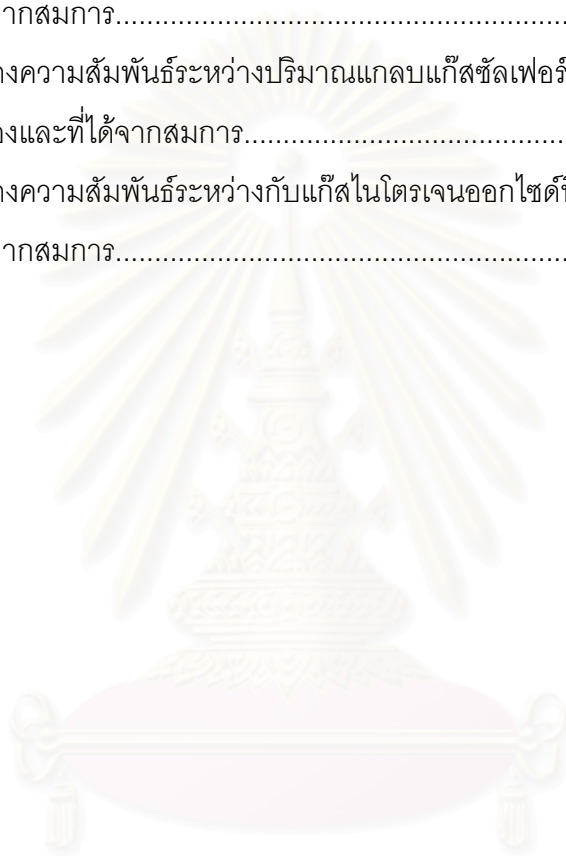 ากสมการ......................................................................
างความสัมพันธ์ระหว่างปริมาณแกลบแก๊สซัลเฟอร์
องและที่ได้จากสมการ..................................................
างความสัมพันธ์ระหว่างกับแก๊สไนโตรเจนออกไซด์
ากสมการ......................................................................